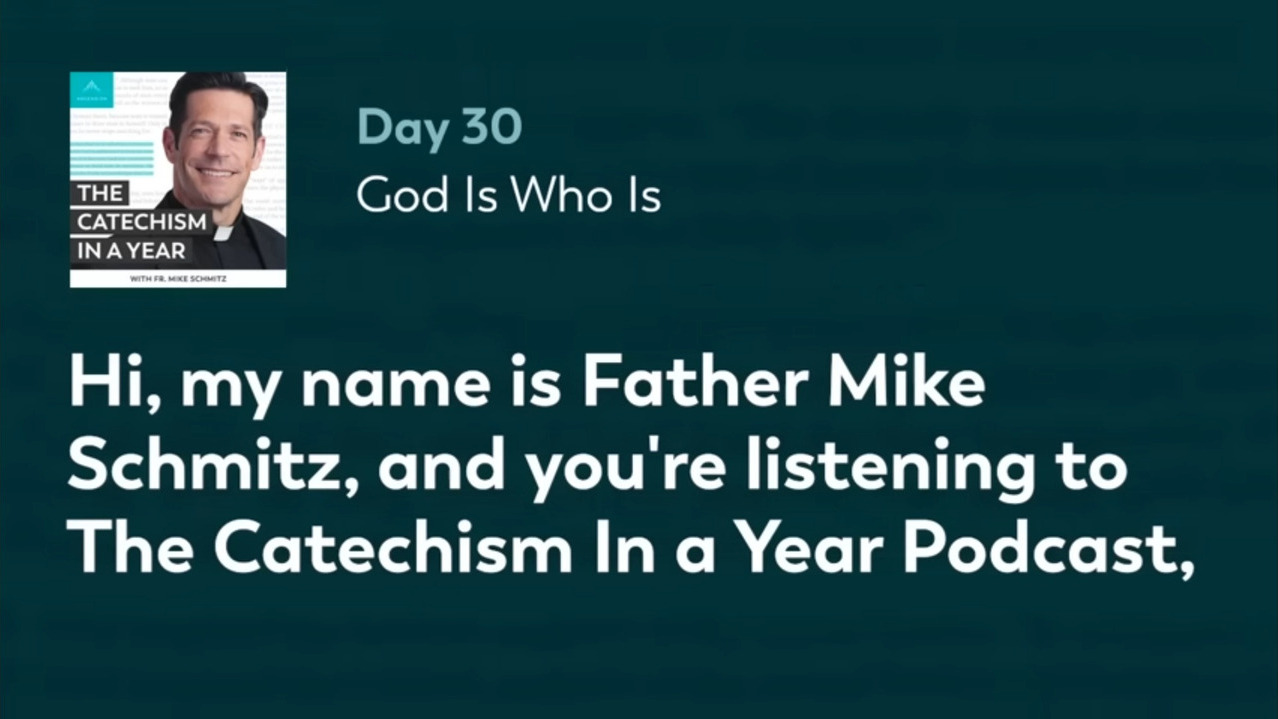 Day 30
God Is Who Is
THE
CATECHISM
IN A YEAR
WITH FR. MIKE SCHMITZ
Hi, my name is Father Mike
Schmitz, and you're listening to
The Catechism In a Year Podcast,